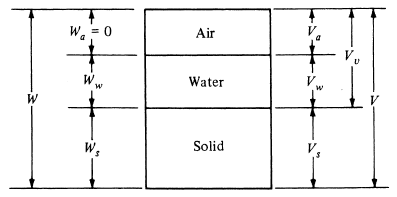 W_a = 0 Air V_a
V_v
W_w Water V_w
W V
W_s Solid V_s